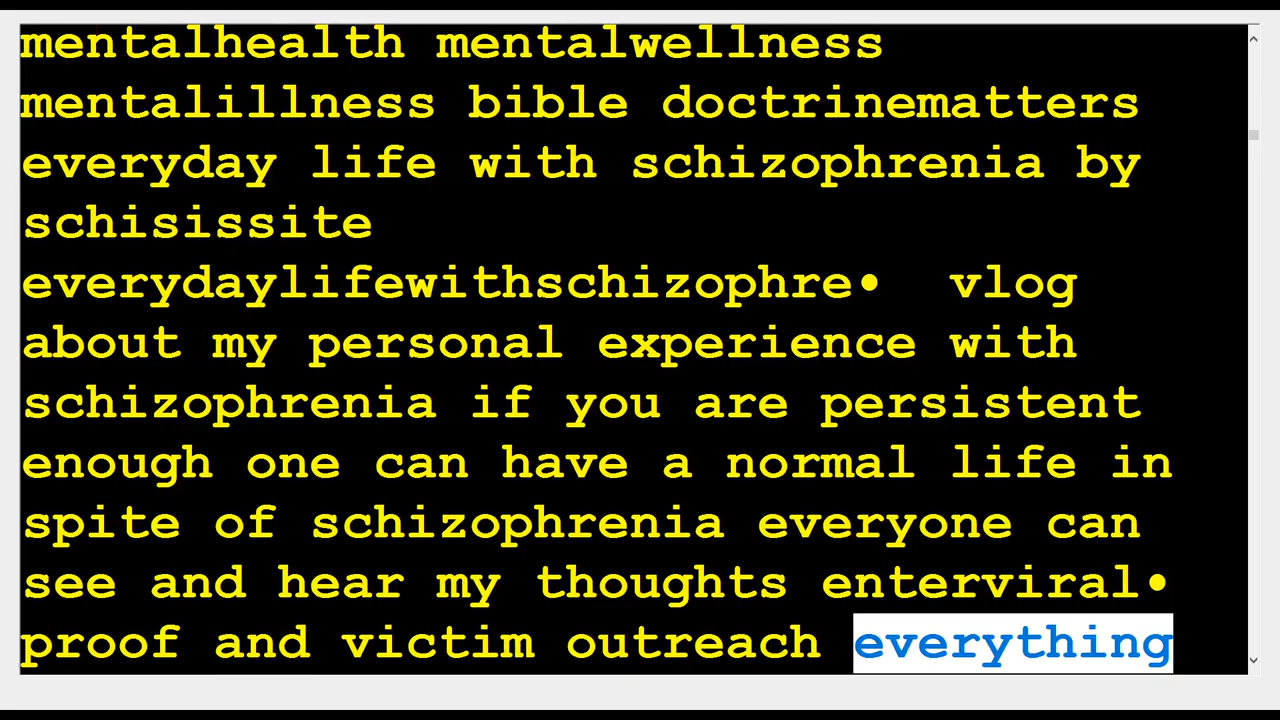 mentalhealth mentalwellness
mentalillness bible doctrinematters
everyday life with schizophrenia by
schisissite
everydaylifewithschizophre• vlog
about my personal experience with
schizophrenia if you are persistent
enough one can have a normal life in
spite of schizophrenia everyone can
see and hear my thoughts enterviral•
proof and victim outreach everything